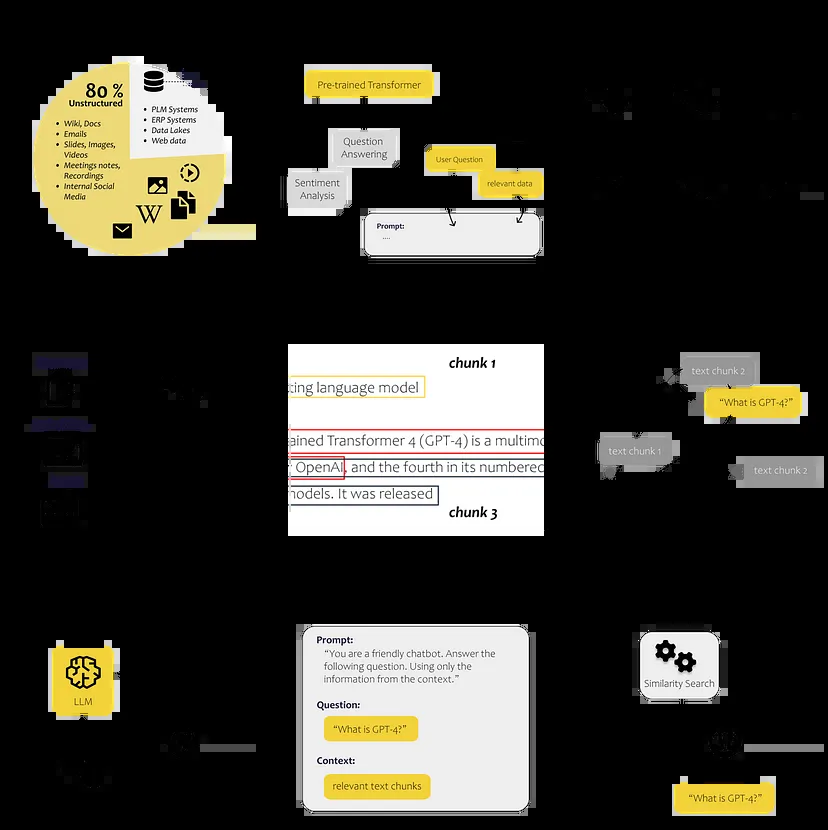 80 %
Unstructured
• Wiki, Docs
• Emails
• Slides, Images,
Videos
• Meetings notes,
Recordings
• Internal Social
Media
• PLM Systems
• ERP Systems
• Data Lakes
• Web data
W
Pre-trained Transformer
Question
Answering
Sentiment
Analysis
User Question
relevant data
Prompt:
....
chunk 1
ting language model
ained Transformer 4 (GPT-4) is a multimo
OpenAI, and the fourth in its numbered
models. It was released
chunk 3
text chunk 2
“What is GPT-4?”
text chunk 1
text chunk 2
LLM
Prompt:
“You are a friendly chatbot. Answer the
following question. Using only the
information from the context.”
Question:
“What is GPT-4?”
Context:
relevant text chunks
Similarity Search
“What is GPT-4?”